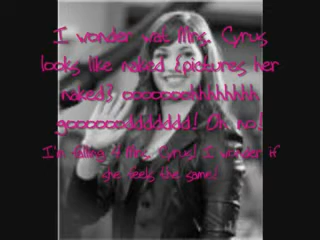 I wonder wat Mrs. Cyrus
looks like naked {pictures her
naked} ooooooohhhhhhhh
goooooodddddddd! Oh no!
I'm falling 4 Mrs. Cyrus! I wonder if
she feels the same!